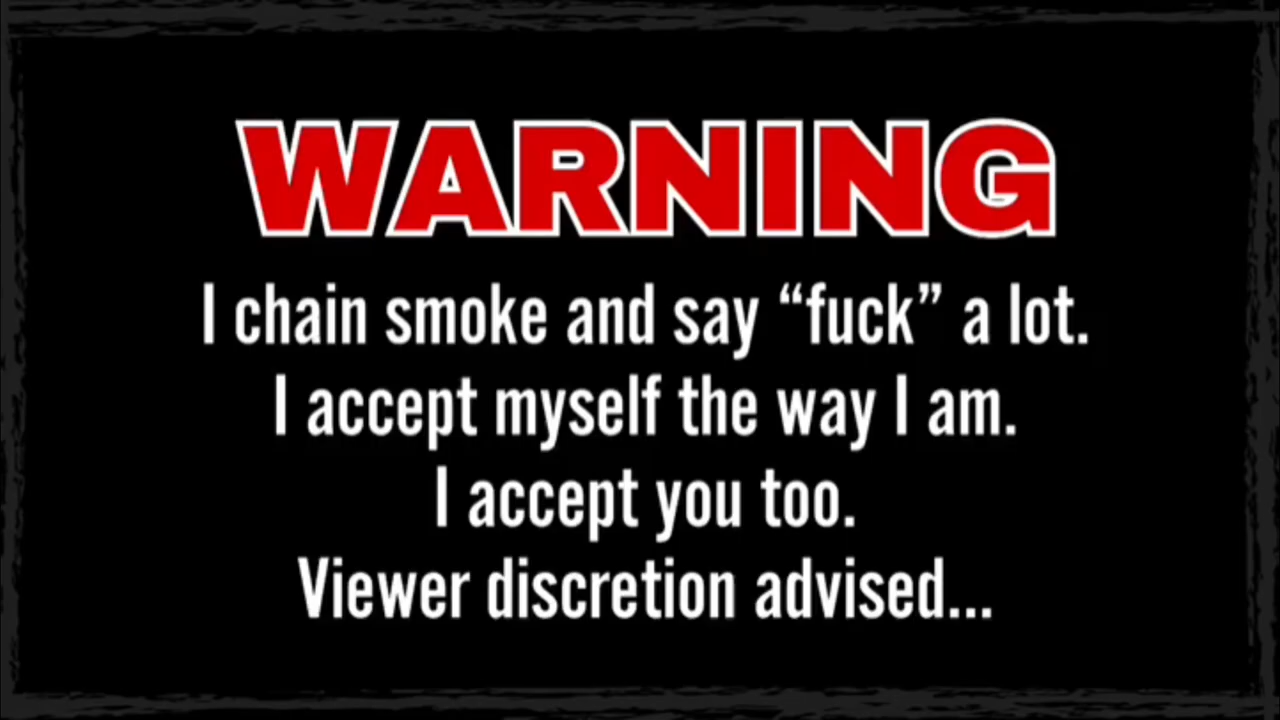 WARNING
I chain smoke and say “fuck” a lot.
I accept myself the way I am.
I accept you too.
Viewer discretion advised...